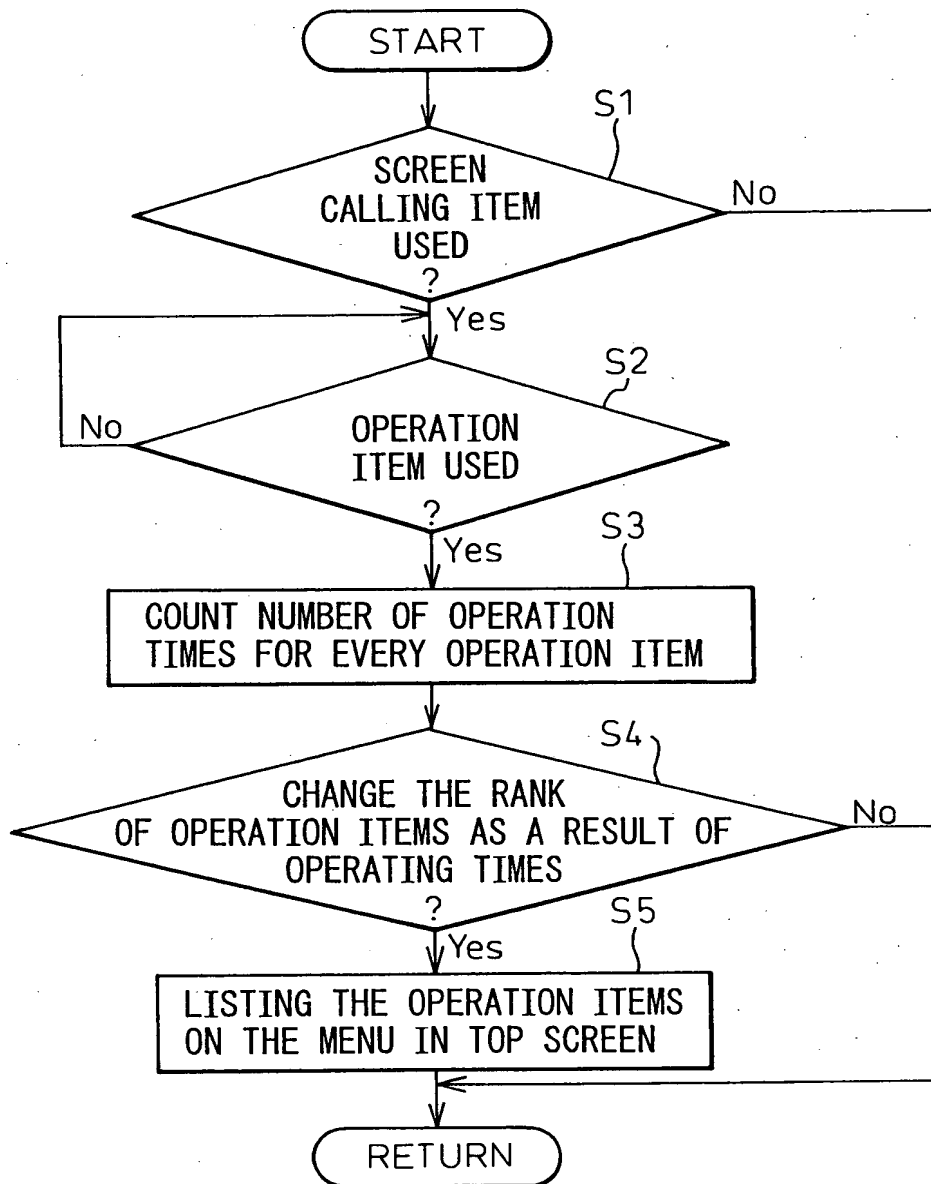 START
S1
SCREEN
CALLING ITEM
USED
?
No
Yes
S2
No
OPERATION
ITEM USED
?
Yes
S3
COUNT NUMBER OF OPERATION
TIMES FOR EVERY OPERATION ITEM
S4
CHANGE THE RANK
OF OPERATION ITEMS AS A RESULT OF
OPERATING TIMES
?
No
Yes
S5
LISTING THE OPERATION ITEMS
ON THE MENU IN TOP SCREEN
RETURN